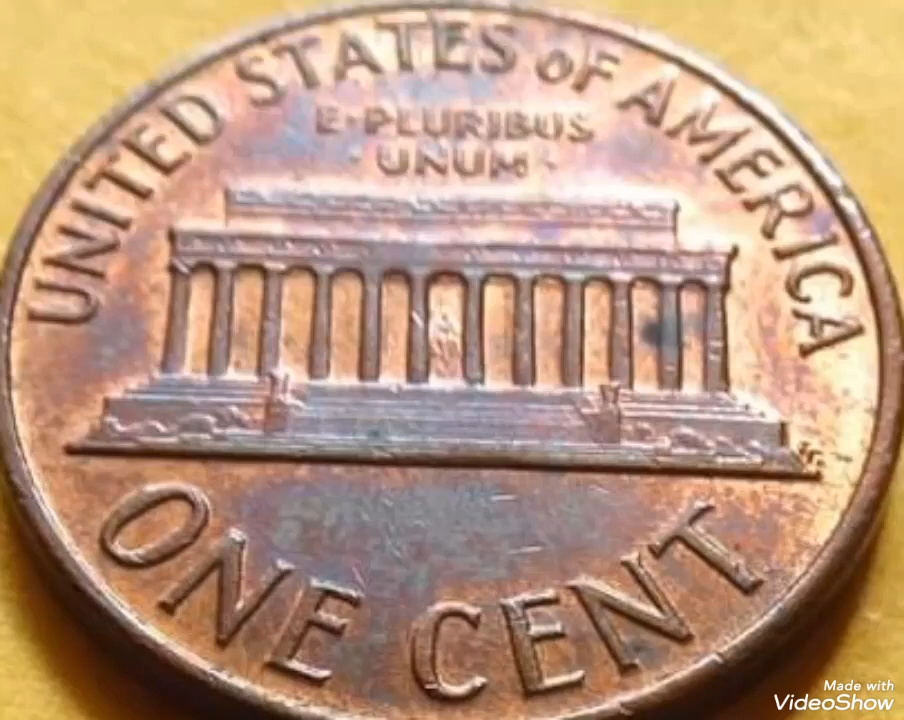 UNITED STATES oF AMERICA
E·PLURIBUS
·UNUM·
ONE CENT
Made with
VideoShow